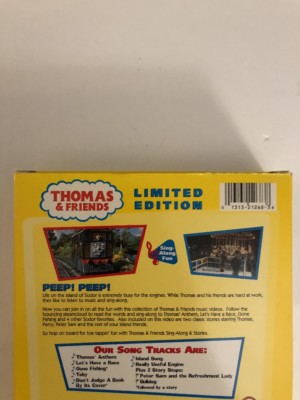 THOMAS
& FRIENDS
LIMITED
EDITION
Sing-
Along
Fun
PEEP! PEEP!
Life on the Island of Sodor is extremely busy for the engines. While Thomas and his friends are hard at work,
they like to listen to music and sing-along.
Now you can join in on all the fun with this collection of Thomas & Friends music videos. Follow the
bouncing steamcloud to read the words and sing-along to Thomas' Anthem, Let's Have a Race, Gone
Fishing and 4 other Sodor favorites. Also included on this video are two classic stories starring Thomas,
Percy, Peter Sam and the rest of your Island friends.
So hop on board for toe tappin' fun with Thomas & Friends Sing-Along & Stories.
OUR SONG TRACKS ARE:
Thomas' Anthem
Let's Have a Race
Gone Fishing*
Toby
Don't Judge A Book
By Its Cover*
Island Song
Really Useful Engine
Plus 2 Story Stops:
Peter Sam and the Refreshment Lady
Bulldog
*followed by a story